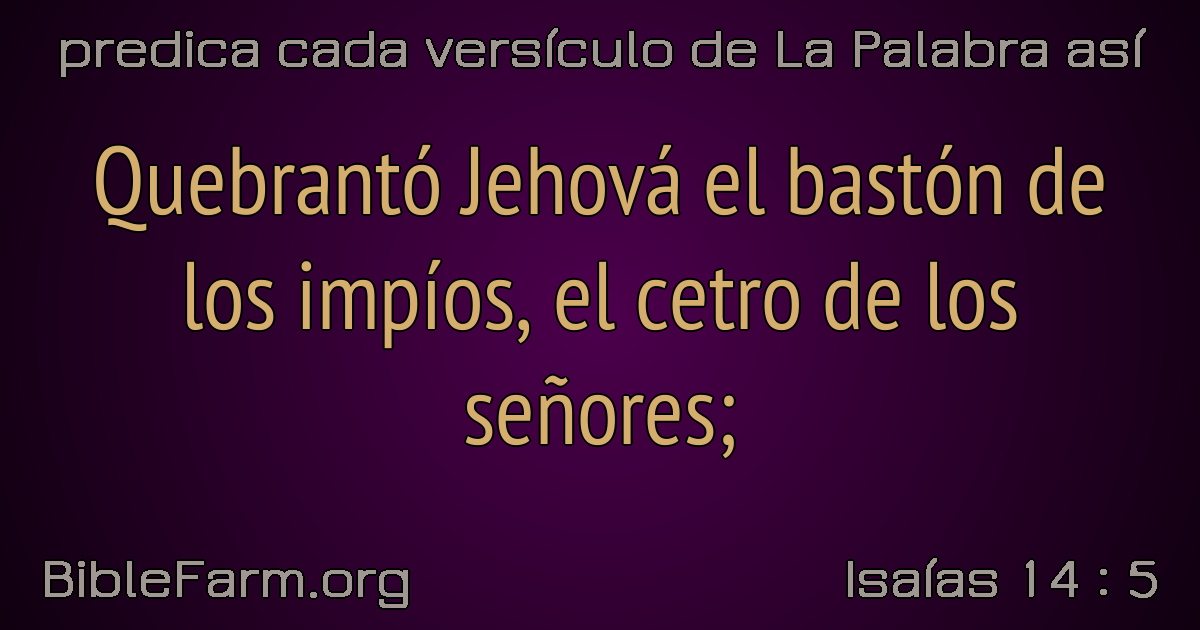 predica cada versículo de La Palabra así
Quebrantó Jehová el bastón de
los impíos, el cetro de los
señores;
BibleFarm.org
Isaías 14 : 5